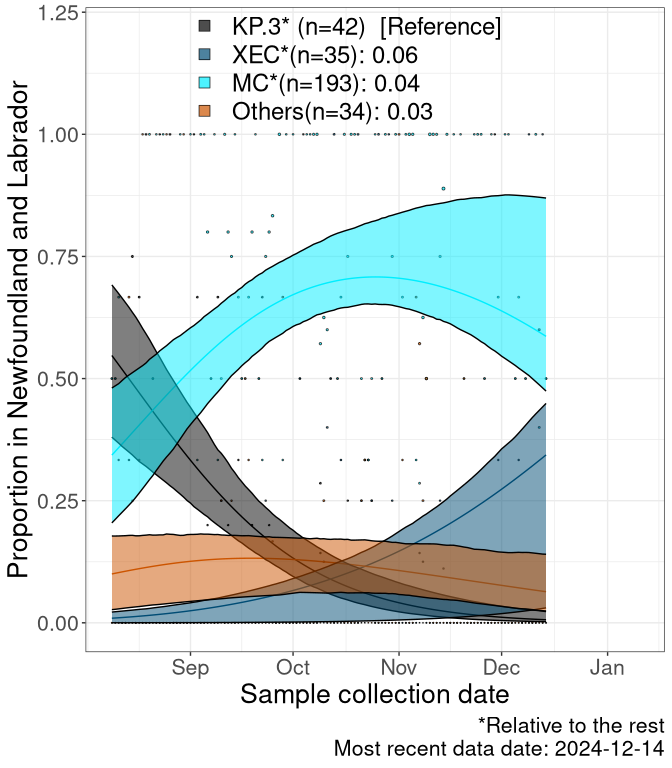 KP.3* (n=42)  [Reference]
XEC*(n=35): 0.06
MC*(n=193): 0.04
Others(n=34): 0.03
Proportion in Newfoundland and Labrador
1.25
1.00
0.75
0.50
0.25
0.00
Sep Oct Nov Dec Jan
Sample collection date
*Relative to the rest
Most recent data date: 2024-12-14